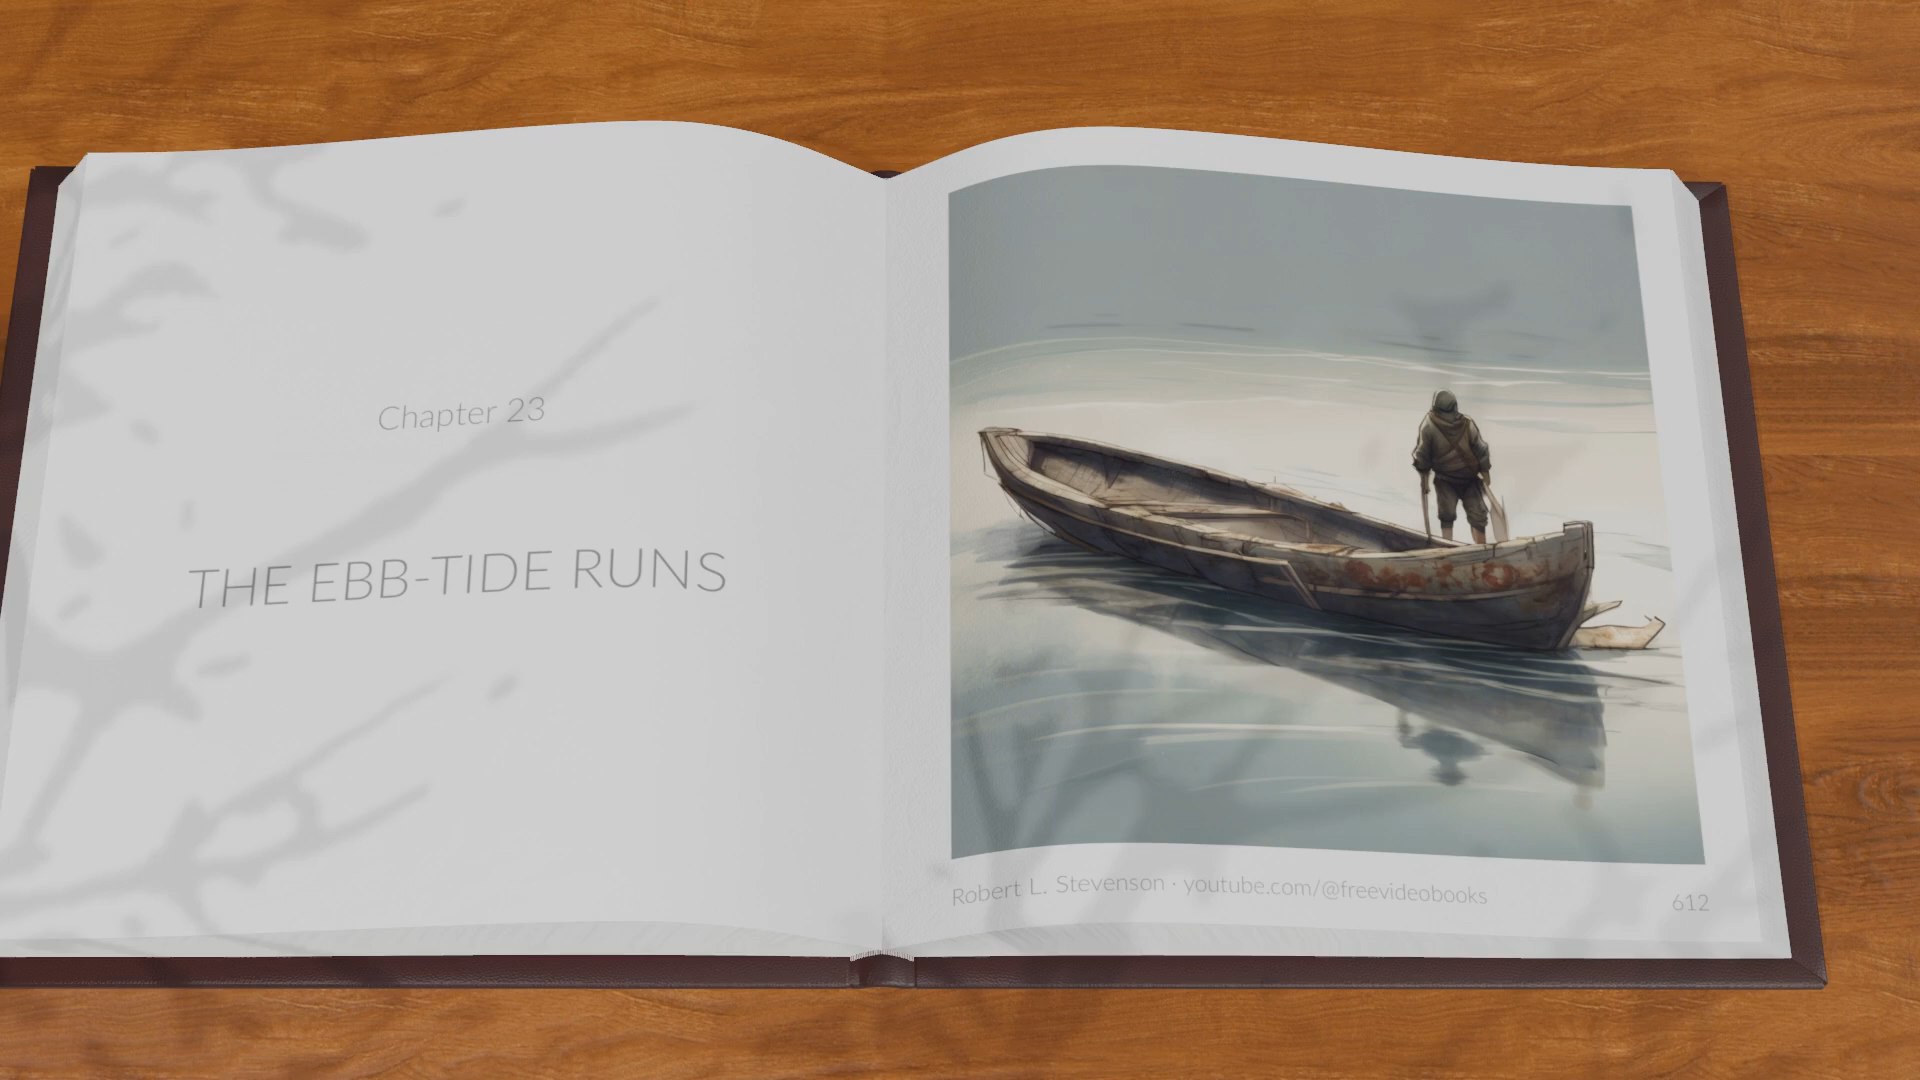 Chapter 23
THE EBB-TIDE RUNS
Robert L. Stevenson · youtube.com/@freevideobooks
612